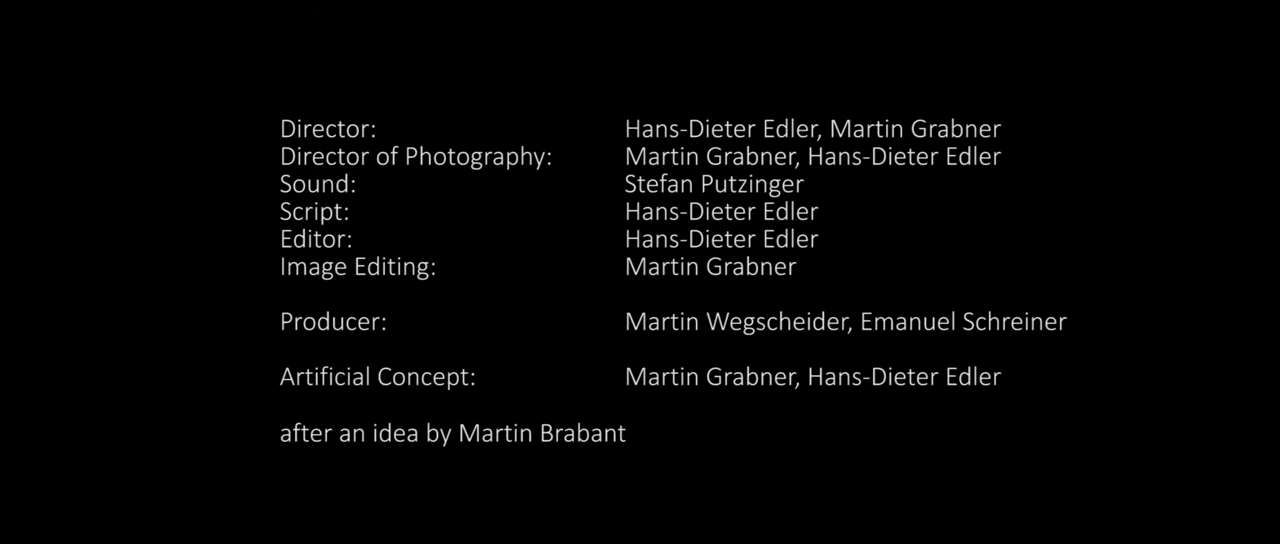 Director: Hans-Dieter Edler, Martin Grabner
Director of Photography: Martin Grabner, Hans-Dieter Edler
Sound: Stefan Putzinger
Script: Hans-Dieter Edler
Editor: Hans-Dieter Edler
Image Editing: Martin Grabner
Producer: Martin Wegscheider, Emanuel Schreiner
Artificial Concept: Martin Grabner, Hans-Dieter Edler
after an idea by Martin Brabant